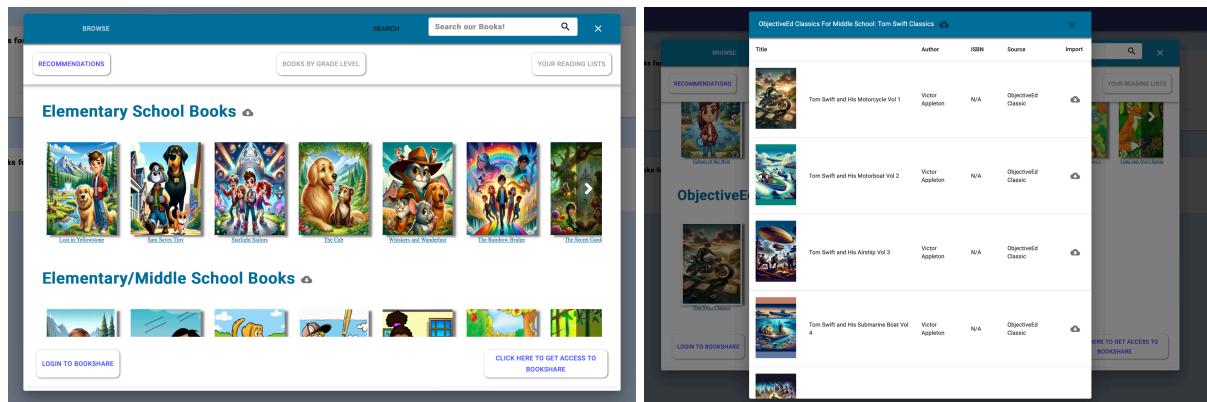 BROWSE
SEARCH
Search our Books!
RECOMMENDATIONS
BOOKS BY GRADE LEVEL
YOUR READING LISTS
Elementary School Books
Lost in Yellowstone
Sam Saves Tiny
Starlight Sailors
The Cub
Whiskers and Wanderlust
The Rainbow Bridge
The Secret Gard
Elementary/Middle School Books
LOGIN TO BOOKSHARE
CLICK HERE TO GET ACCESS TO
BOOKSHARE
ObjectiveEd Classics For Middle School: Tom Swift Classics
Title
Author
ISBN
Source
Import
Tom Swift and His Motorcycle Vol 1
Victor
Appleton
N/A
ObjectiveEd
Classic
Tom Swift and His Motorboat Vol 2
Victor
Appleton
N/A
ObjectiveEd
Classic
Tom Swift and His Airship Vol 3
Victor
Appleton
N/A
ObjectiveEd
Classic
Tom Swift and His Submarine Boat Vol
4
Victor
Appleton
N/A
ObjectiveEd
Classic
BROWSE
RECOMMENDATIONS
YOUR READING LISTS
ObjectiveE
LOGIN TO BOOKSHARE
ERE TO GET ACCESS TO
BOOKSHARE